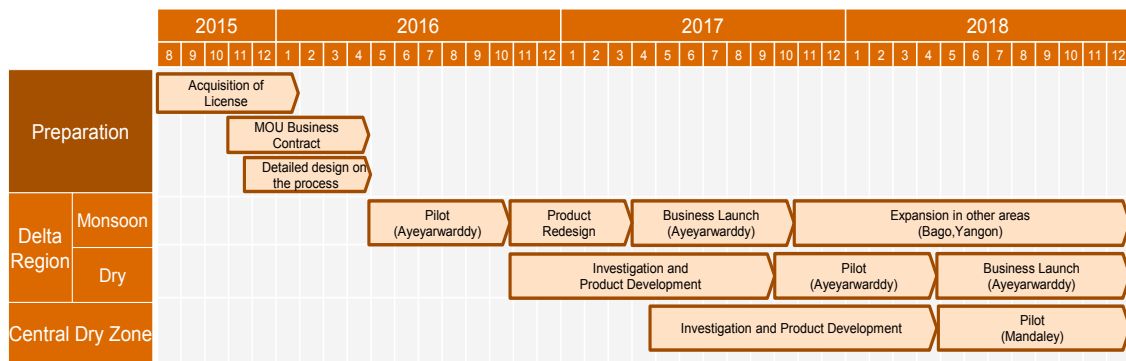 2015 2016 2017 2018
8 9 10 11 12 1 2 3 4 5 6 7 8 9 10 11 12 1 2 3 4 5 6 7 8 9 10 11 12 1 2 3 4 5 6 7 8 9 10 11 12
Preparation
Acquisition of
License
MOU Business
Contract
Detailed design on
the process
Delta
Region
Monsoon
Pilot
(Ayeyarwarddy)
Product
Redesign
Business Launch
(Ayeyarwarddy)
Expansion in other areas
(Bago,Yangon)
Dry
Investigation and
Product Development
Pilot
(Ayeyarwarddy)
Business Launch
(Ayeyarwarddy)
Central Dry Zone
Investigation and Product Development
Pilot
(Mandaley)